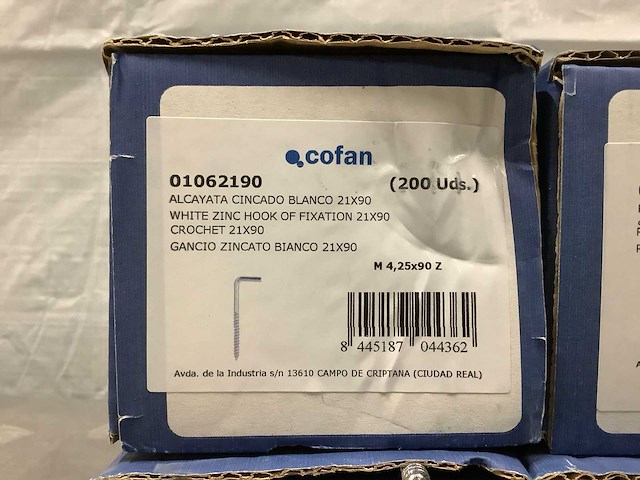 cofan
01062190 (200 Uds.)
ALCAYATA CINCADO BLANCO 21X90
WHITE ZINC HOOK OF FIXATION 21X90
CROCHET 21X90
GANCIO ZINCATO BIANCO 21X90
M 4,25x90 Z
8 445187 044362
Avda. de la Industria s/n 13610 CAMPO DE CRIPTANA (CIUDAD REAL)